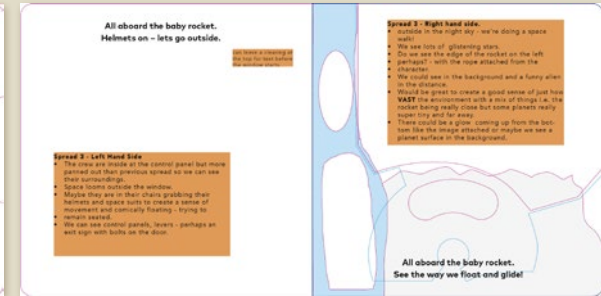 All aboard the baby rocket.
Helmets on – lets go outside.
Spread 3 - Left Hand Side
• The crew are inside at the control panel but more
panned out then previous spread so we can see
their surroundings.
• Space looms outside the window.
• Maybe they are in their chairs grabbing their
helmets and space suits to create a sense of
movement and comically floating - trying to
• remain seated.
• We can see control panels, levers - perhaps an
exit sign with bolts on the door.
Spread 3 - Right hand side.
• outside in the night sky - we're doing a space
walk!
• We see lots of glistening stars.
• Do we see the edge of the rocket on the left
perhaps? - with the rope attached from the
• character.
• We could see in the background and a funny alien
in the distance.
• Would be great to create a good sense of just how
VAST the environment with a mix of things i.e. the
rocket being really close but some planets really
super tiny and far away.
• There could be a glow coming up from the bot-
tom like the image attached or maybe we see a
planet surface in the background.
All aboard the baby rocket.
See the way we float and glide!